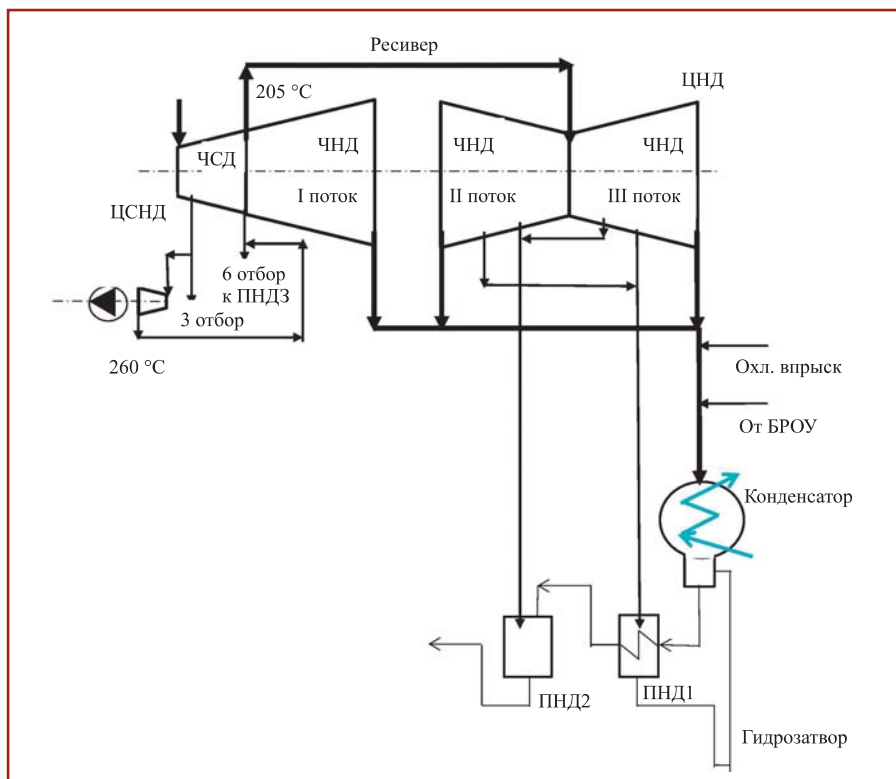 Ресивер
ЦНД
205 °C
ЧСД
ЧНД
ЧНД
ЧНД
I поток
II поток
III поток
ЦСНД
6 отбор
к ПНДЗ
3 отбор
260 °C
Охл. впрыск
От БРОУ
Конденсатор
ПНД2
ПНД1
Гидрозатвор